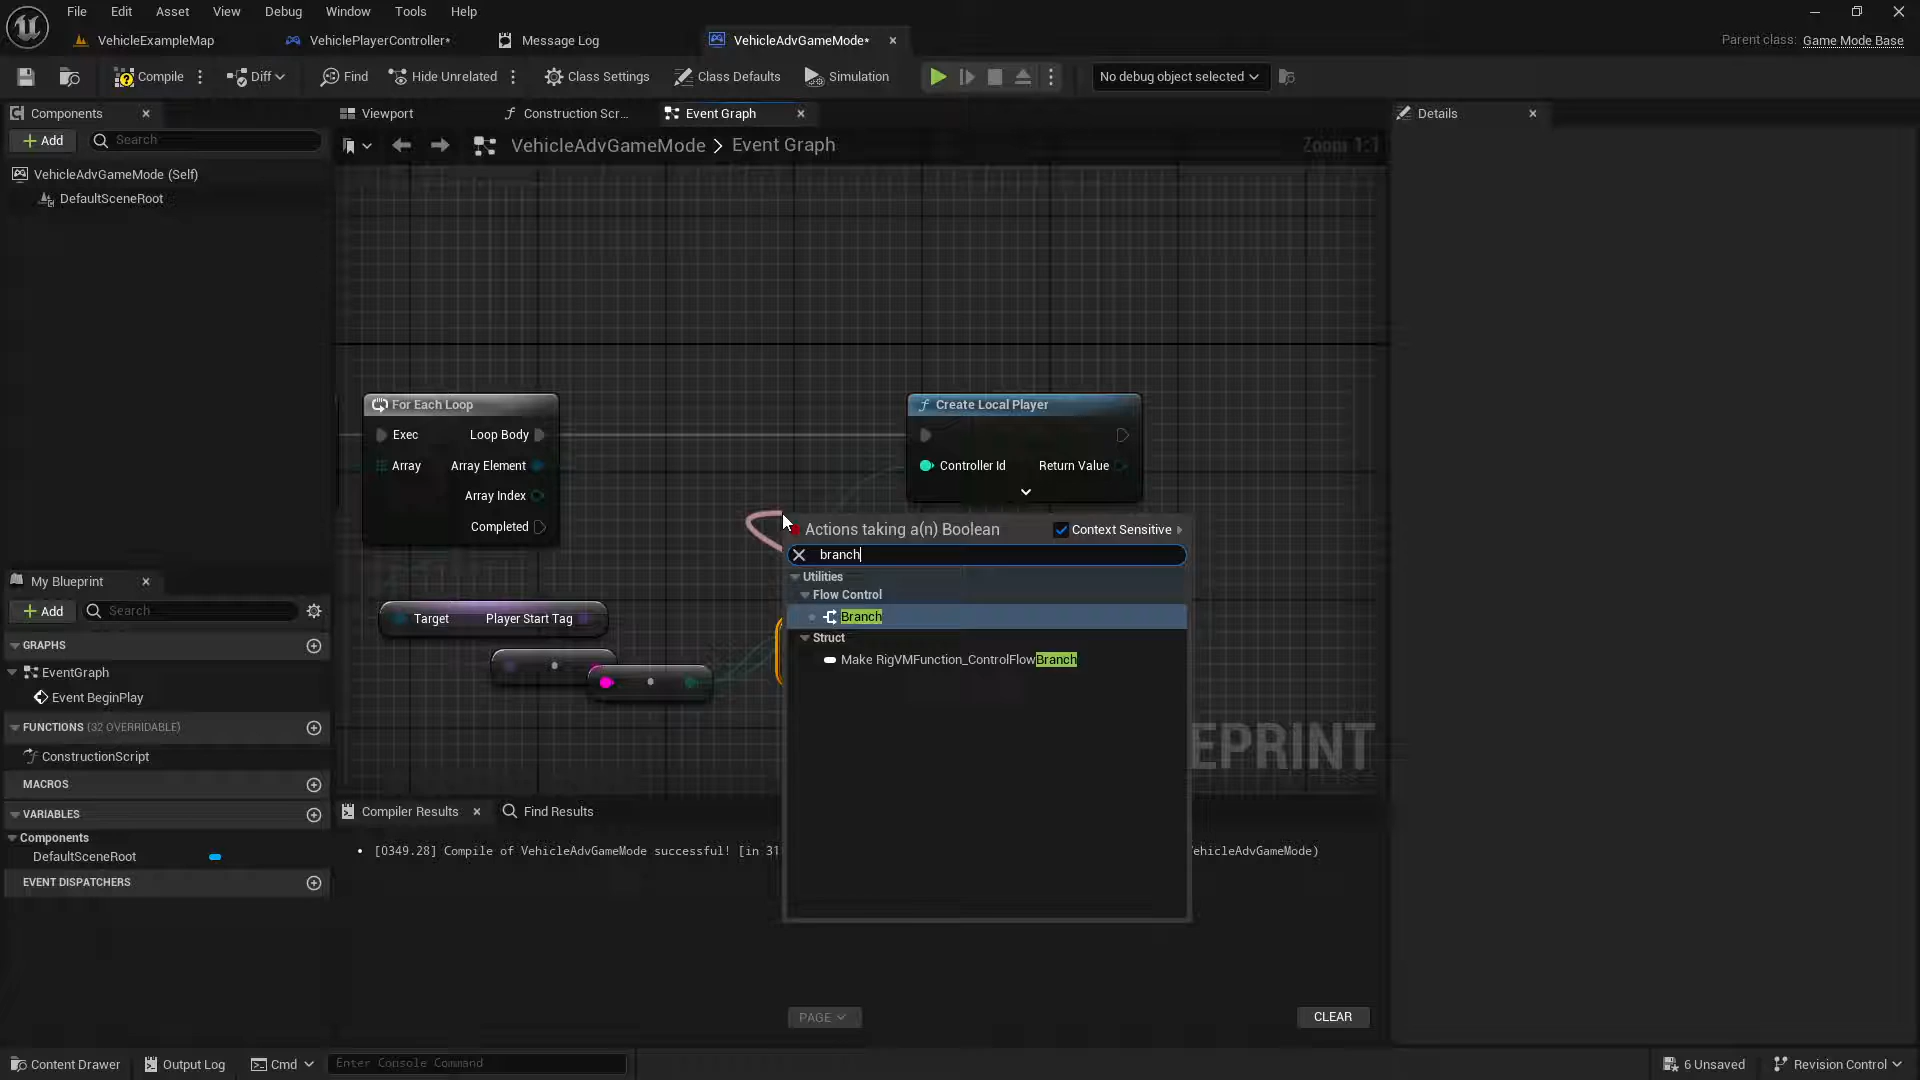 File Edit Asset View Debug Window Tools Help
VehicleExampleMap
VehiclePlayerController*
Message Log
VehicleAdvGameMode*
Parent class: Game Mode Base
Compile
Diff
Find
Hide Unrelated
Class Settings
Class Defaults
Simulation
No debug object selected
Components
Add
Search
VehicleAdvGameMode (Self)
DefaultSceneRoot
Viewport
Construction Scr...
Event Graph
VehicleAdvGameMode > Event Graph
Zoom 1:1
Details
For Each Loop
Exec
Loop Body
Array
Array Element
Array Index
Completed
Create Local Player
Controller Id
Return Value
Target
Player Start Tag
Actions taking a(n) Boolean
Context Sensitive
branch
Utilities
Flow Control
Branch
Struct
Make RigVMFunction_ControlFlowBranch
EPRINT
My Blueprint
Add
Search
GRAPHS
EventGraph
Event BeginPlay
FUNCTIONS (32 OVERRIDABLE)
ConstructionScript
MACROS
VARIABLES
Components
DefaultSceneRoot
EVENT DISPATCHERS
Compiler Results
Find Results
[0349.28] Compile of VehicleAdvGameMode successful! [in 31
ehicleAdvGameMode)
PAGE
CLEAR
Content Drawer
Output Log
Cmd
Enter Console Command
6 Unsaved
Revision Control